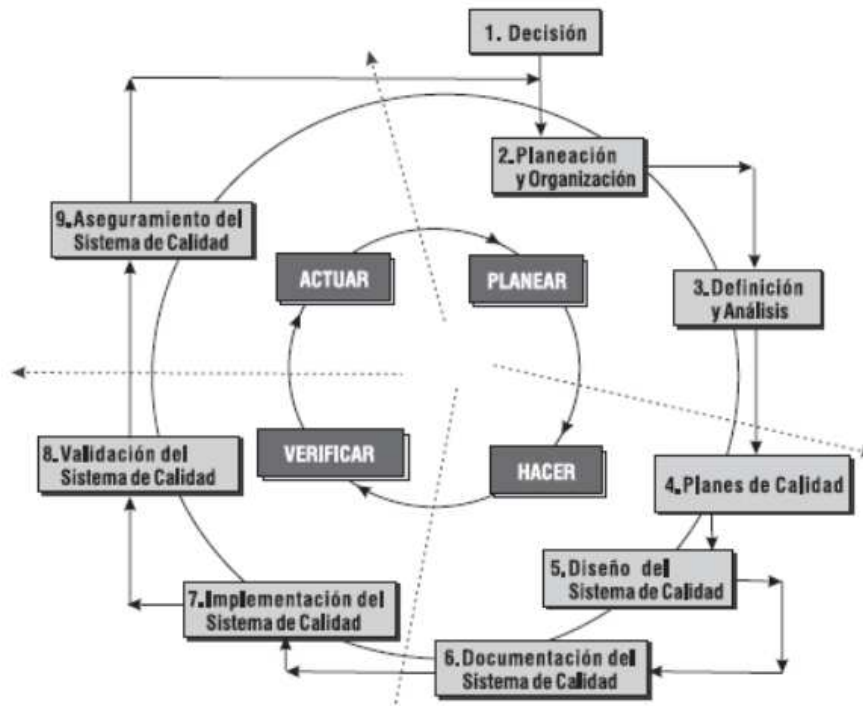 1. Decisión
2. Planeación
y Organización
3. Definición
y Análisis
4. Planes de Calidad
5. Diseño del
Sistema de Calidad
6. Documentación del
Sistema de Calidad
7. Implementación del
Sistema de Calidad
8. Validación del
Sistema de Calidad
9. Aseguramiento del
Sistema de Calidad
ACTUAR
PLANEAR
HACER
VERIFICAR